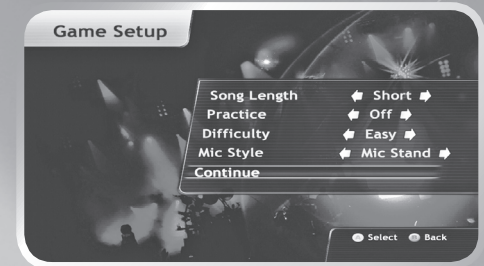 Game Setup
Song Length Short
Practice Off
Difficulty Easy
Mic Style Mic Stand
Continue
A Select B Back